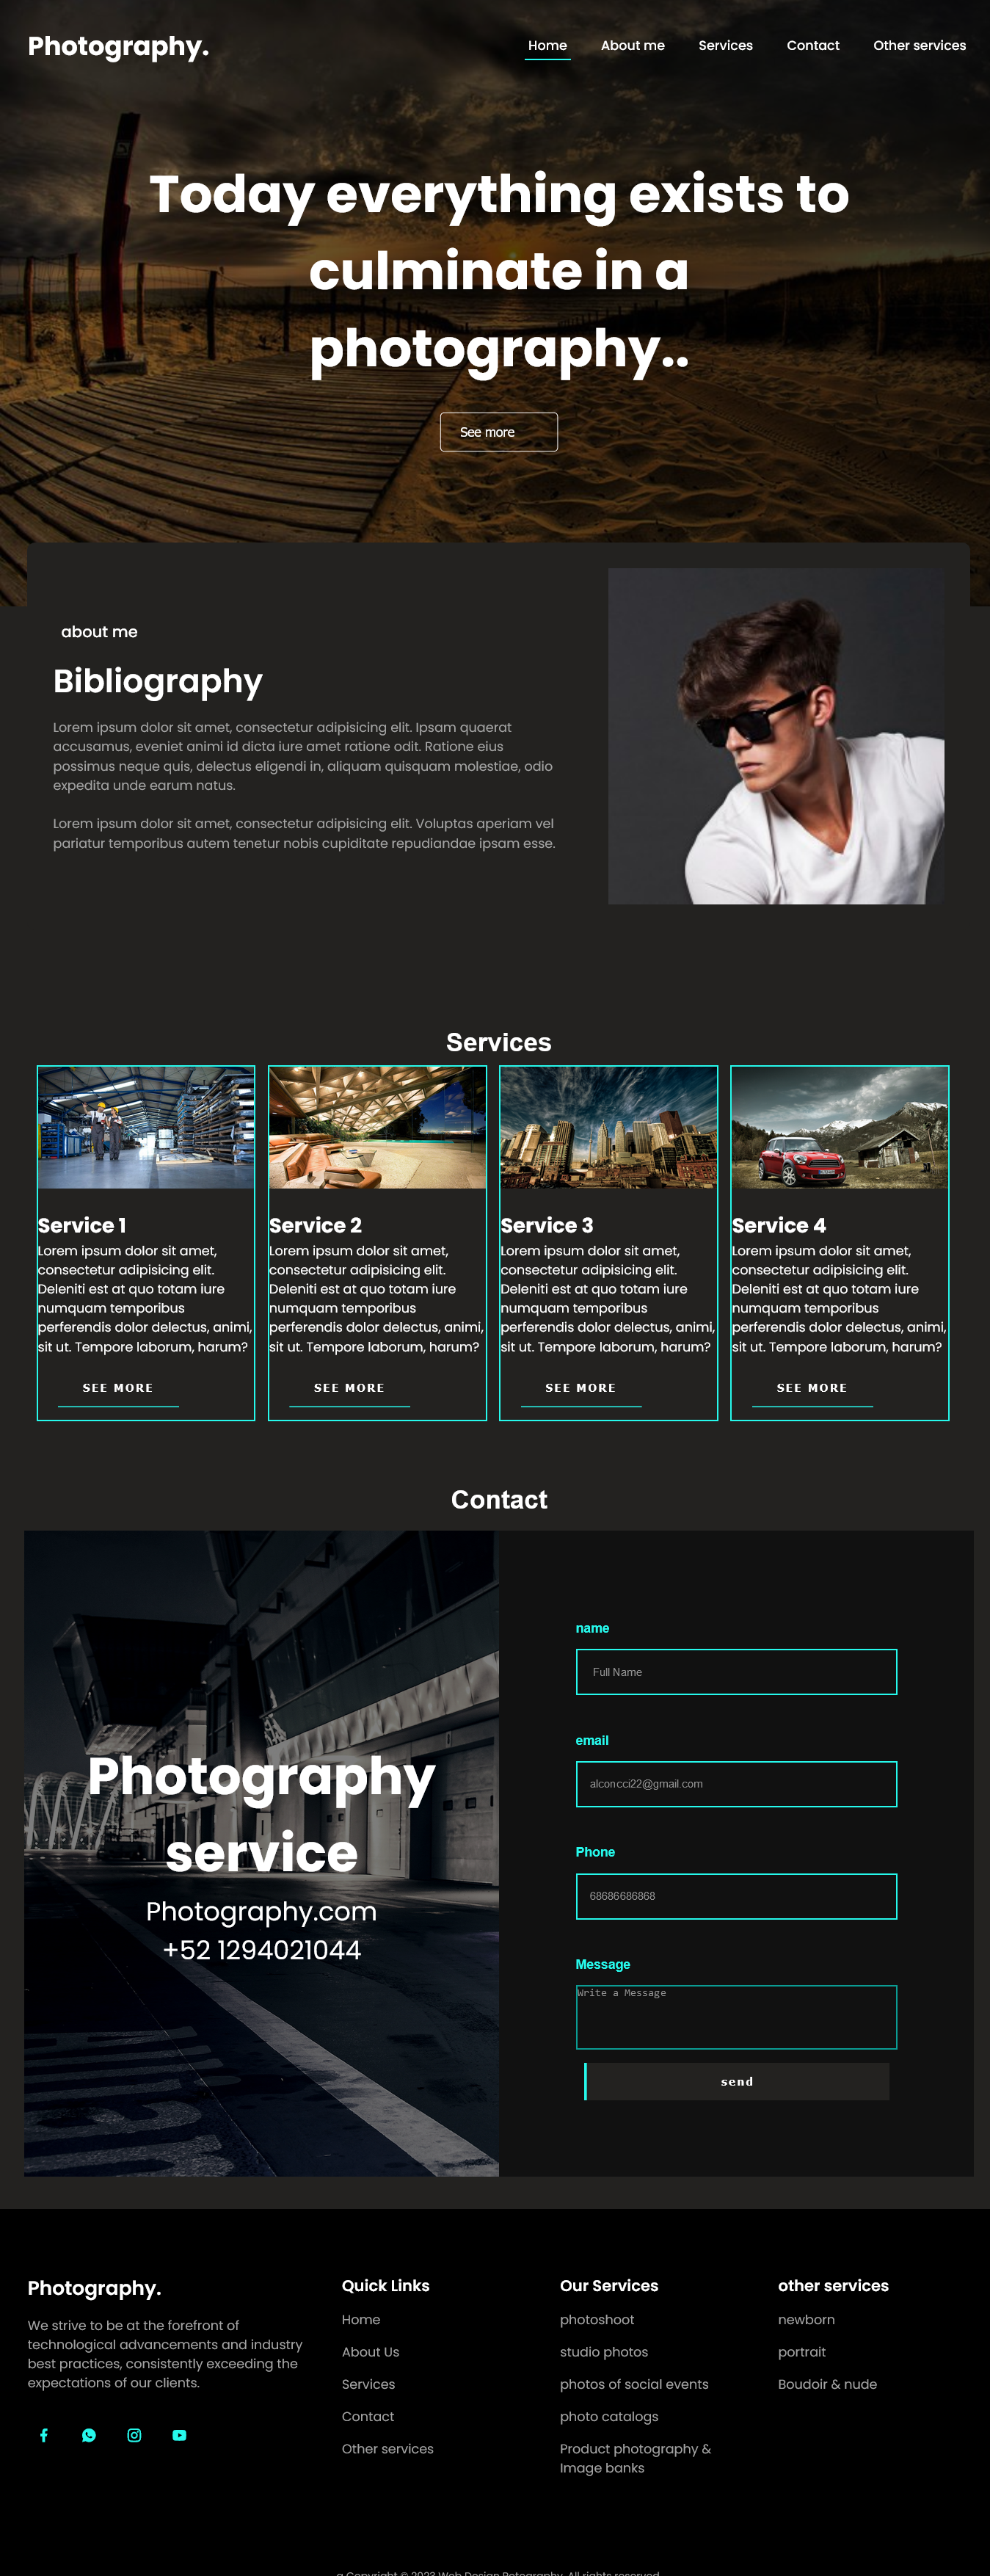 Photography.
Home
About me
Services
Contact
Other services
Today everything exists to
culminate in a
photography..
See more
about me
Bibliography
Lorem ipsum dolor sit amet, consectetur adipisicing elit. Ipsam quaerat
accusamus, eveniet animi id dicta iure amet ratione odit. Ratione eius
possimus neque quis, delectus eligendi in, aliquam quisquam molestiae, odio
expedita unde earum natus.
Lorem ipsum dolor sit amet, consectetur adipisicing elit. Voluptas aperiam vel
pariatur temporibus autem tenetur nobis cupiditate repudiandae ipsam esse.
Services
Service 1
Lorem ipsum dolor sit amet,
consectetur adipisicing elit.
Deleniti est at quo totam iure
numquam temporibus
perferendis dolor delectus, animi,
sit ut. Tempore laborum, harum?
SEE MORE
Service 2
Lorem ipsum dolor sit amet,
consectetur adipisicing elit.
Deleniti est at quo totam iure
numquam temporibus
perferendis dolor delectus, animi,
sit ut. Tempore laborum, harum?
SEE MORE
Service 3
Lorem ipsum dolor sit amet,
consectetur adipisicing elit.
Deleniti est at quo totam iure
numquam temporibus
perferendis dolor delectus, animi,
sit ut. Tempore laborum, harum?
SEE MORE
Service 4
Lorem ipsum dolor sit amet,
consectetur adipisicing elit.
Deleniti est at quo totam iure
numquam temporibus
perferendis dolor delectus, animi,
sit ut. Tempore laborum, harum?
SEE MORE
Contact
Photography
service
Photography.com
+52 1294021044
name
Full Name
email
alconcci22@gmail.com
Phone
68686686868
Message
Write a Message
send
Photography.
We strive to be at the forefront of
technological advancements and industry
best practices, consistently exceeding the
expectations of our clients.
Quick Links
Home
About Us
Services
Contact
Other services
Our Services
photoshoot
studio photos
photos of social events
photo catalogs
Product photography &
Image banks
other services
newborn
portrait
Boudoir & nude
a Copyright © 2023 Web Design Potography. All rights reserved